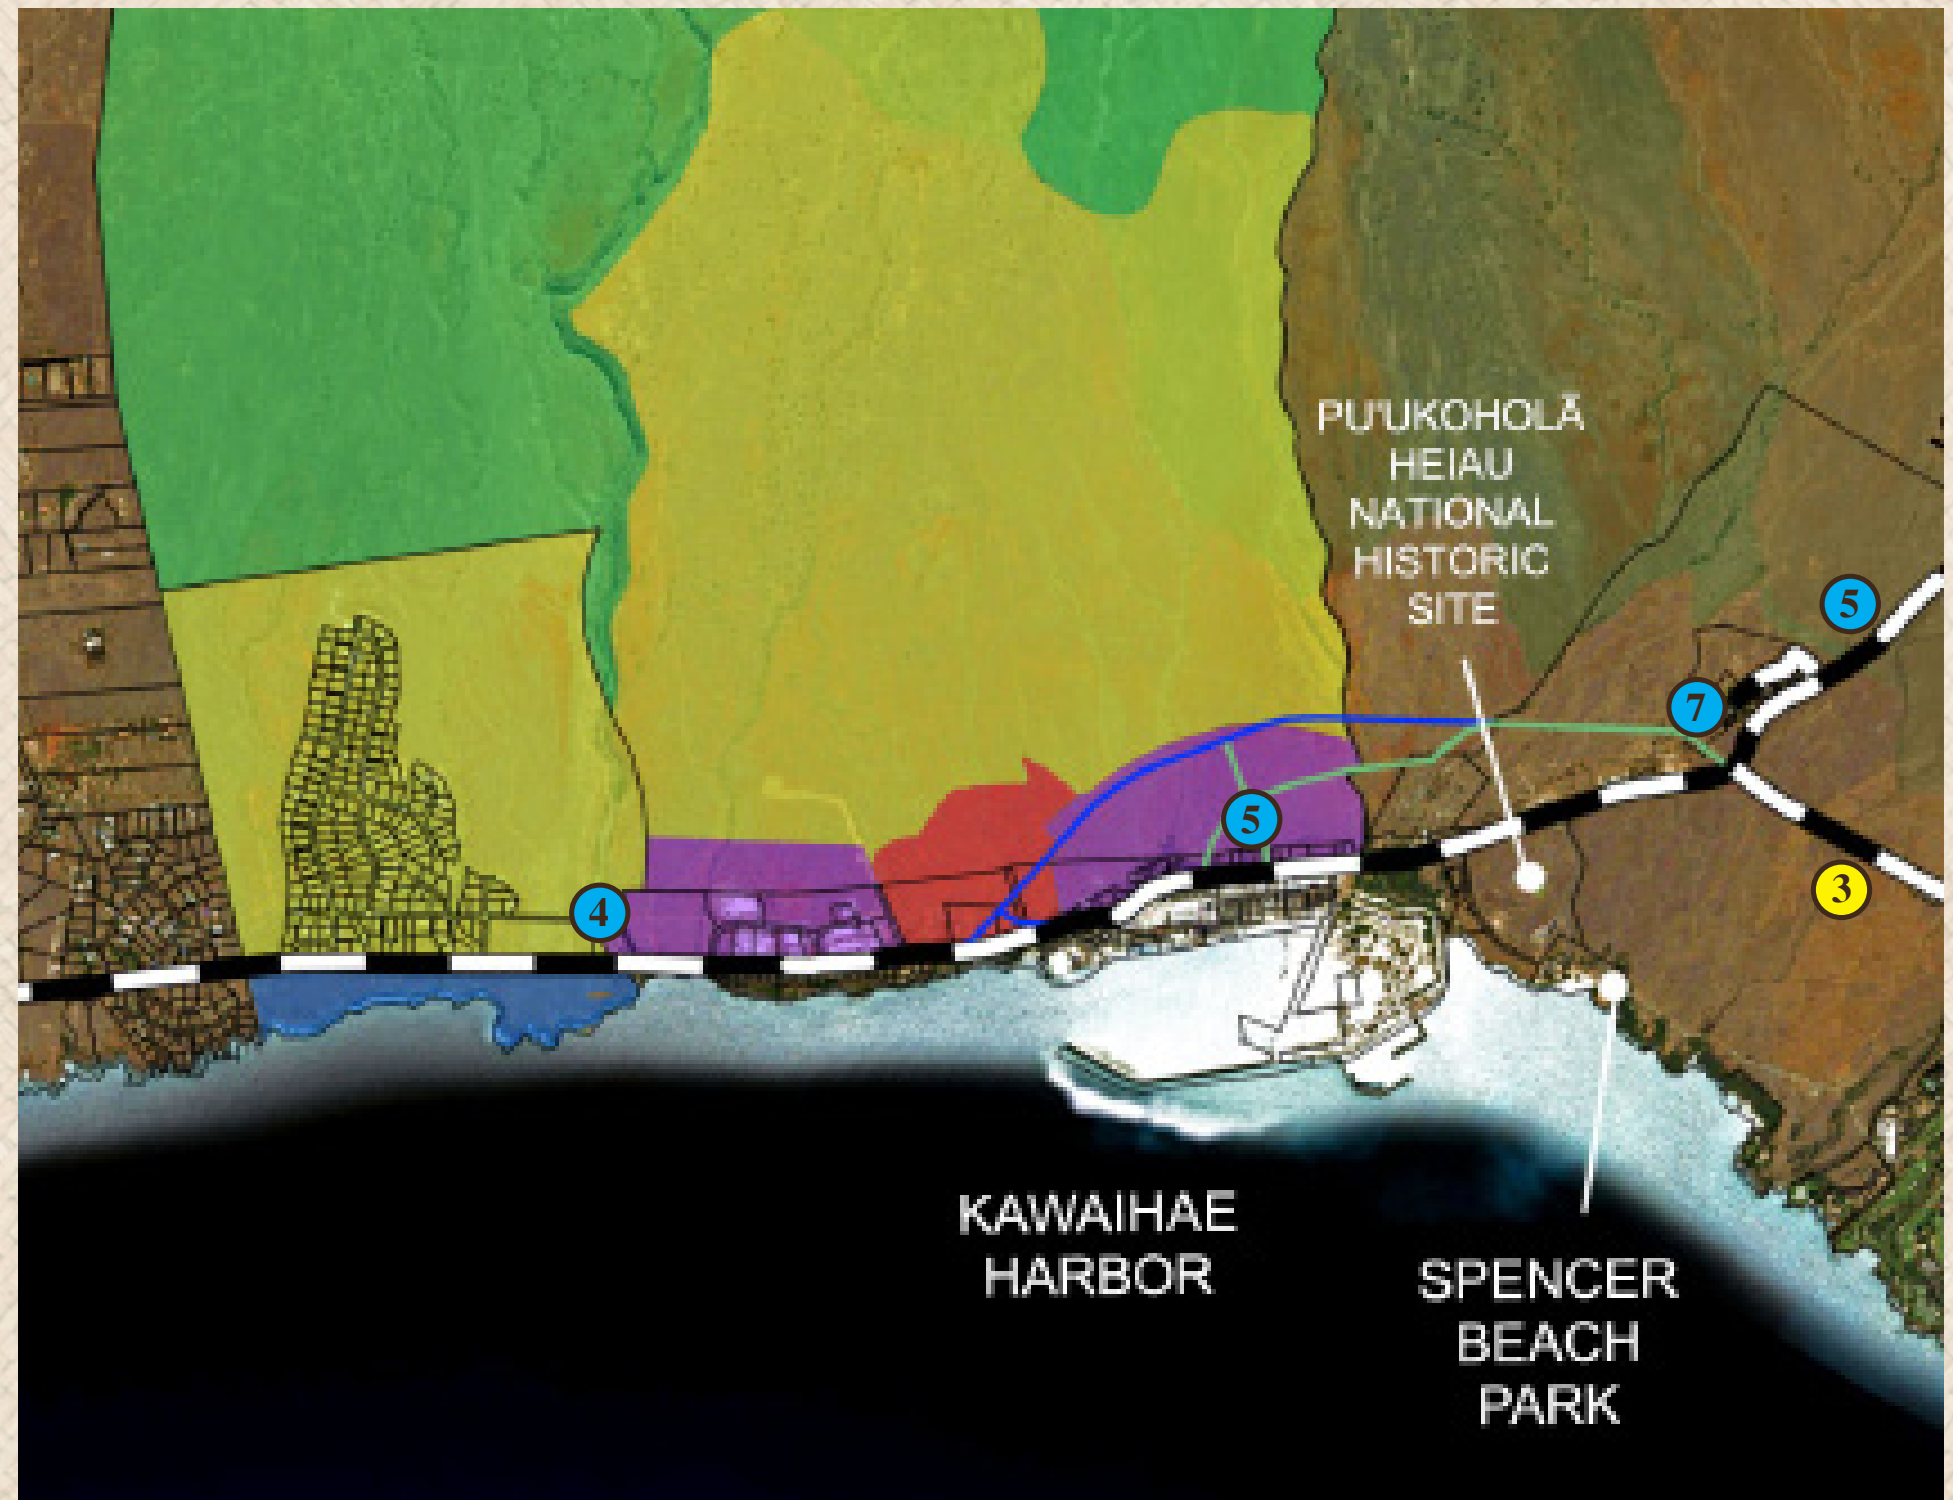 PU'UKOHOLĀ
HEIAU
NATIONAL
HISTORIC
SITE
5
7
5
3
4
KAWAIHAE
HARBOR
SPENCER
BEACH
PARK